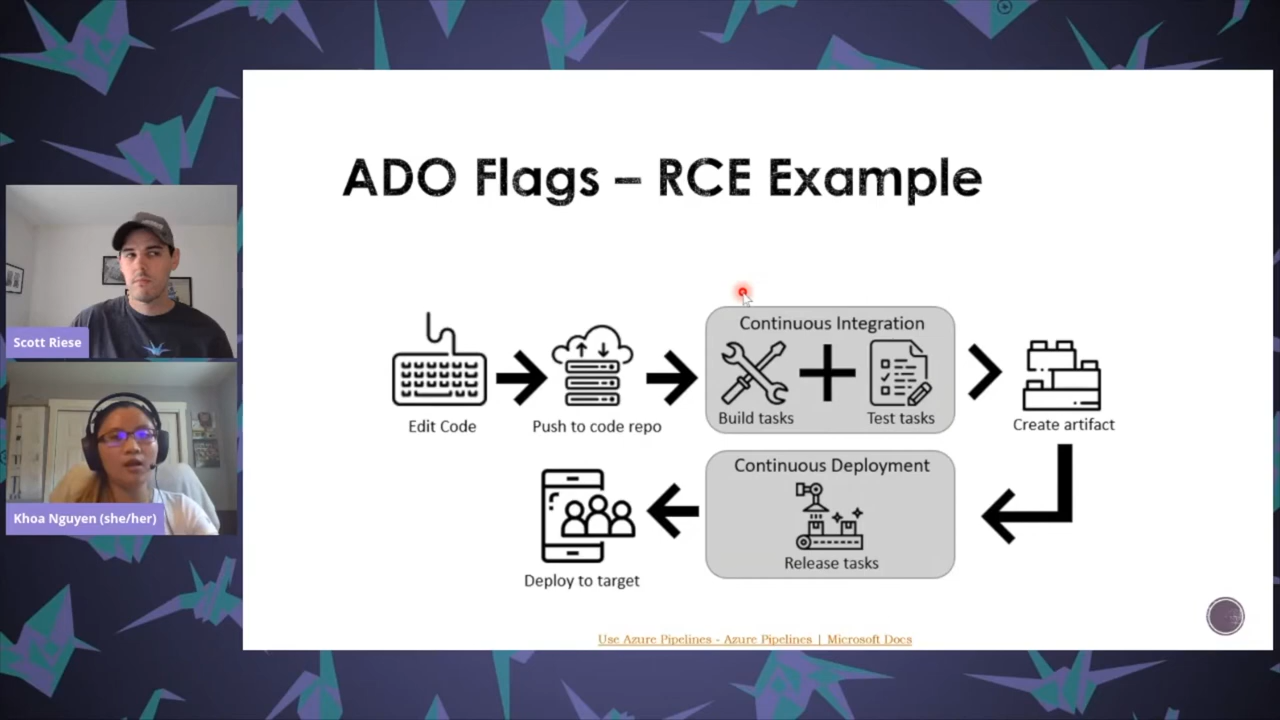 ADO Flags – RCE Example
Scott Riese
Khoa Nguyen (she/her)
Edit Code
Push to code repo
Continuous Integration
Build tasks
Test tasks
Create artifact
Continuous Deployment
Release tasks
Deploy to target
Use Azure Pipelines - Azure Pipelines | Microsoft Docs